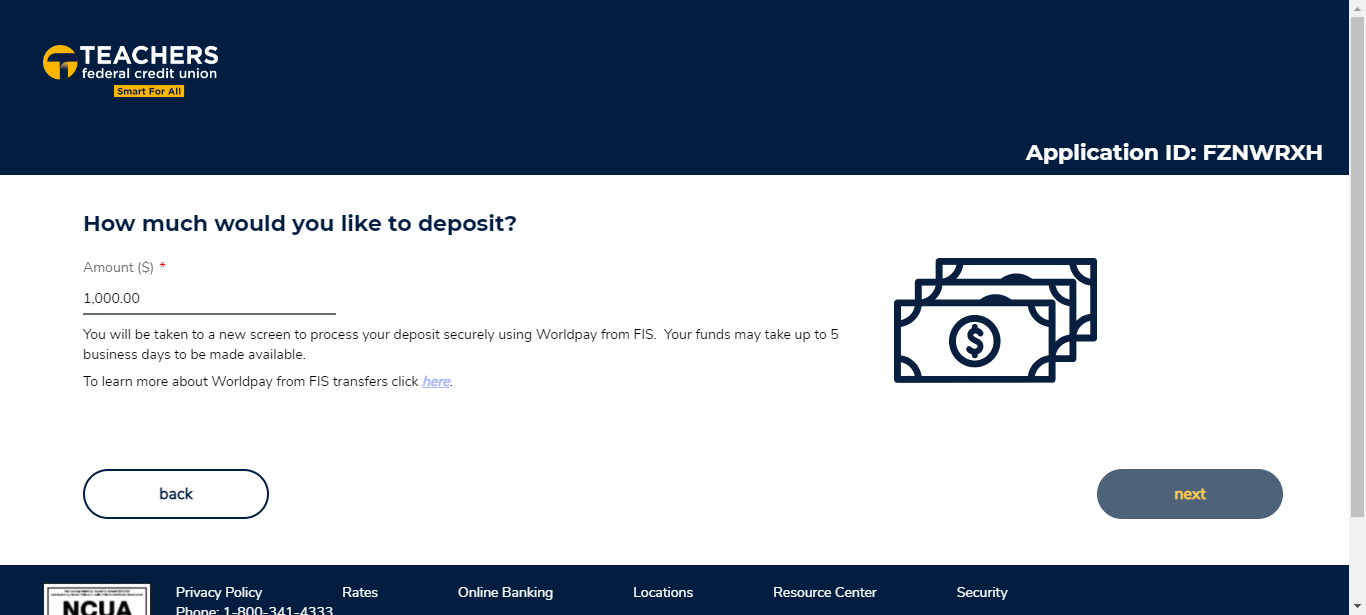 TEACHERS
federal credit union
Smart For All
Application ID: FZNWRXH
How much would you like to deposit?
Amount ($) *
1,000.00
You will be taken to a new screen to process your deposit securely using Worldpay from FIS.  Your funds may take up to 5
business days to be made available.
To learn more about Worldpay from FIS transfers click here.
$
back
next
Privacy Policy
Rates
Online Banking
Locations
Resource Center
Security
NCUA
Phone: 1-800-341-4333